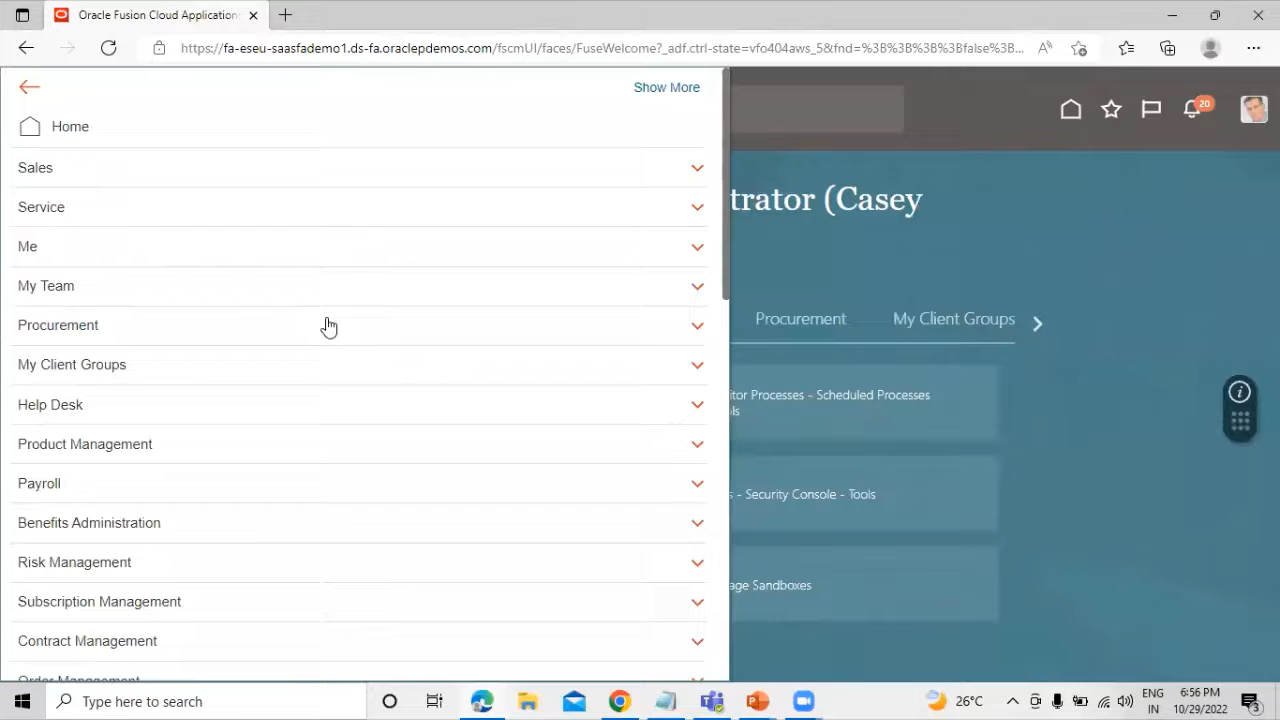 Oracle Fusion Cloud Application
https://fa-eseu-saasfademo1.ds-fa.oraclepdemos.com/fscmUI/faces/FuseWelcome?_adf.ctrl-state=vfo404aws_5&fnd=%3B%3B%3B%3Bfalse%3B...
Show More
Home
20
Sales
trator (Casey
Service
Me
My Team
Procurement
Procurement
My Client Groups
My Client Groups
itor Processes - Scheduled Processes
ols
Help Desk
Product Management
Payroll
s - Security Console - Tools
Benefits Administration
Risk Management
age Sandboxes
Subscription Management
Contract Management
Order Management
Type here to search
26°C
ENG
IN
6:56 PM
10/29/2022
3